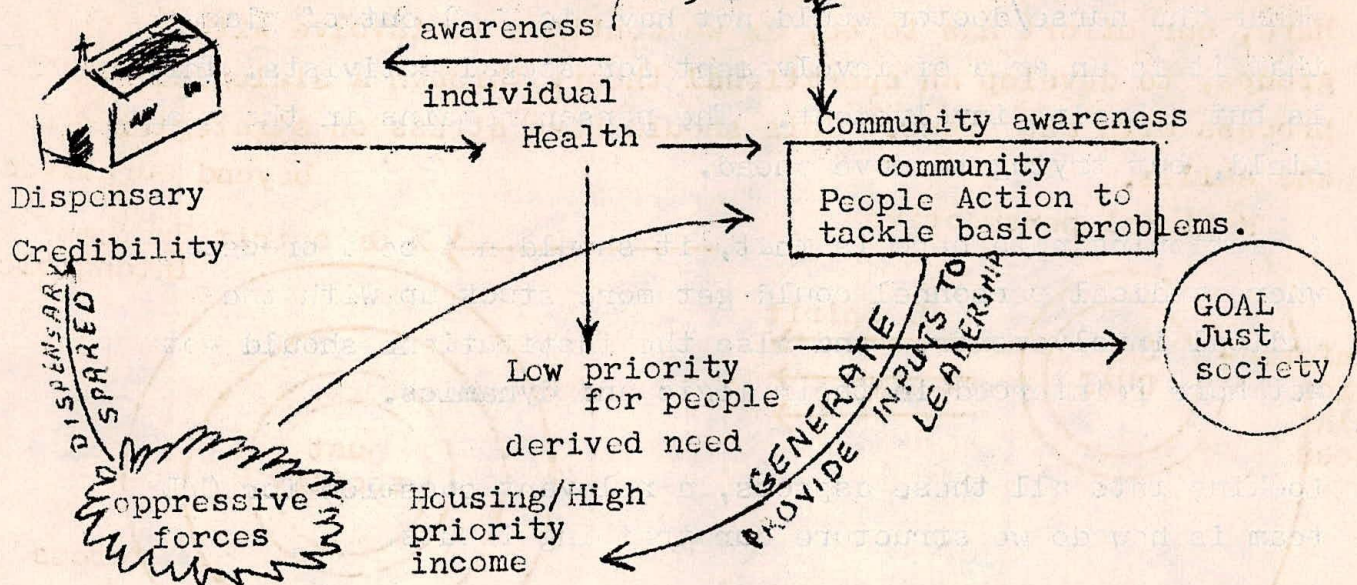 awareness
individual
Health
Community awareness
Community
People Action to
tackle basic problems.
Dispensary
Credibility
DISPENSARY
SPARED
GOAL
Just
society
Low priority
for people
derived need
GENERATE
PROVIDE INPUTS TO
LEADERSHIP
oppressive
forces
Housing/High
priority
income